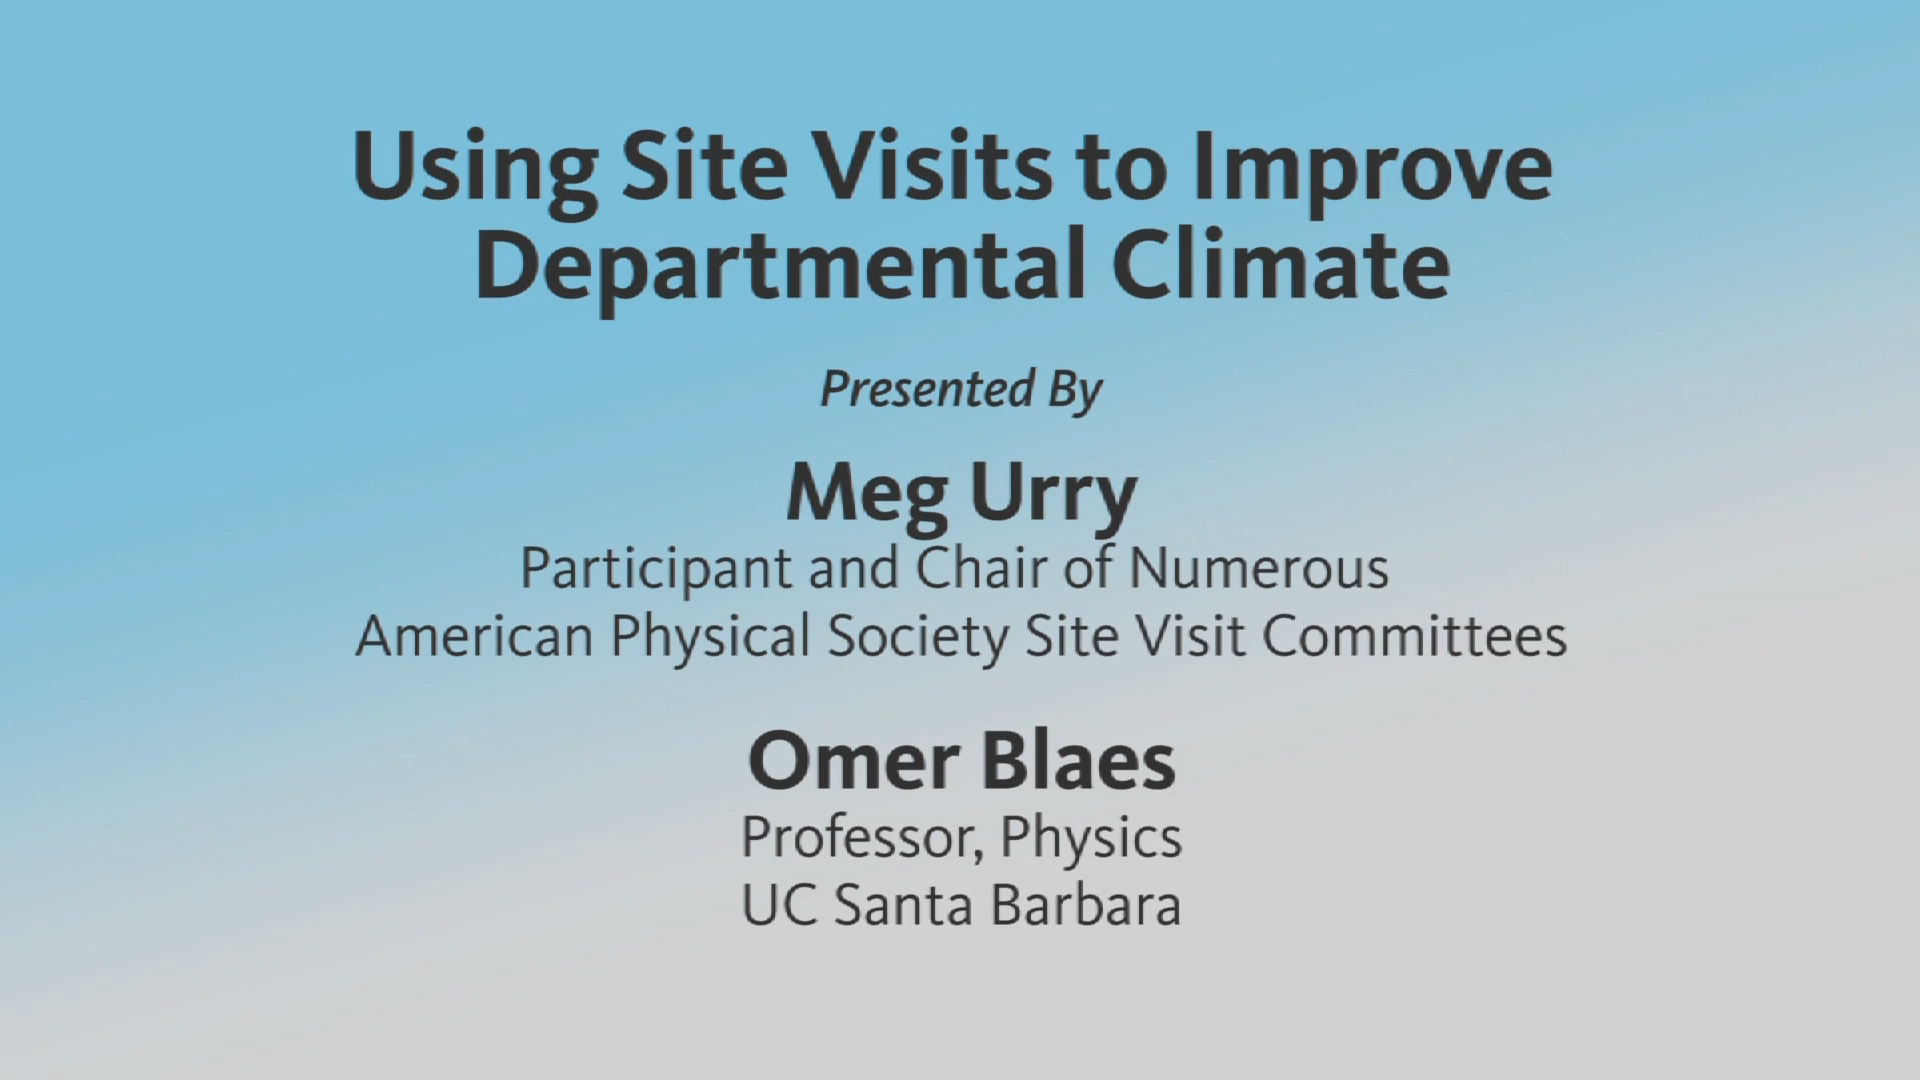 Using Site Visits to Improve
Departmental Climate
Presented By
Meg Urry
Participant and Chair of Numerous
American Physical Society Site Visit Committees
Omer Blaes
Professor, Physics
UC Santa Barbara